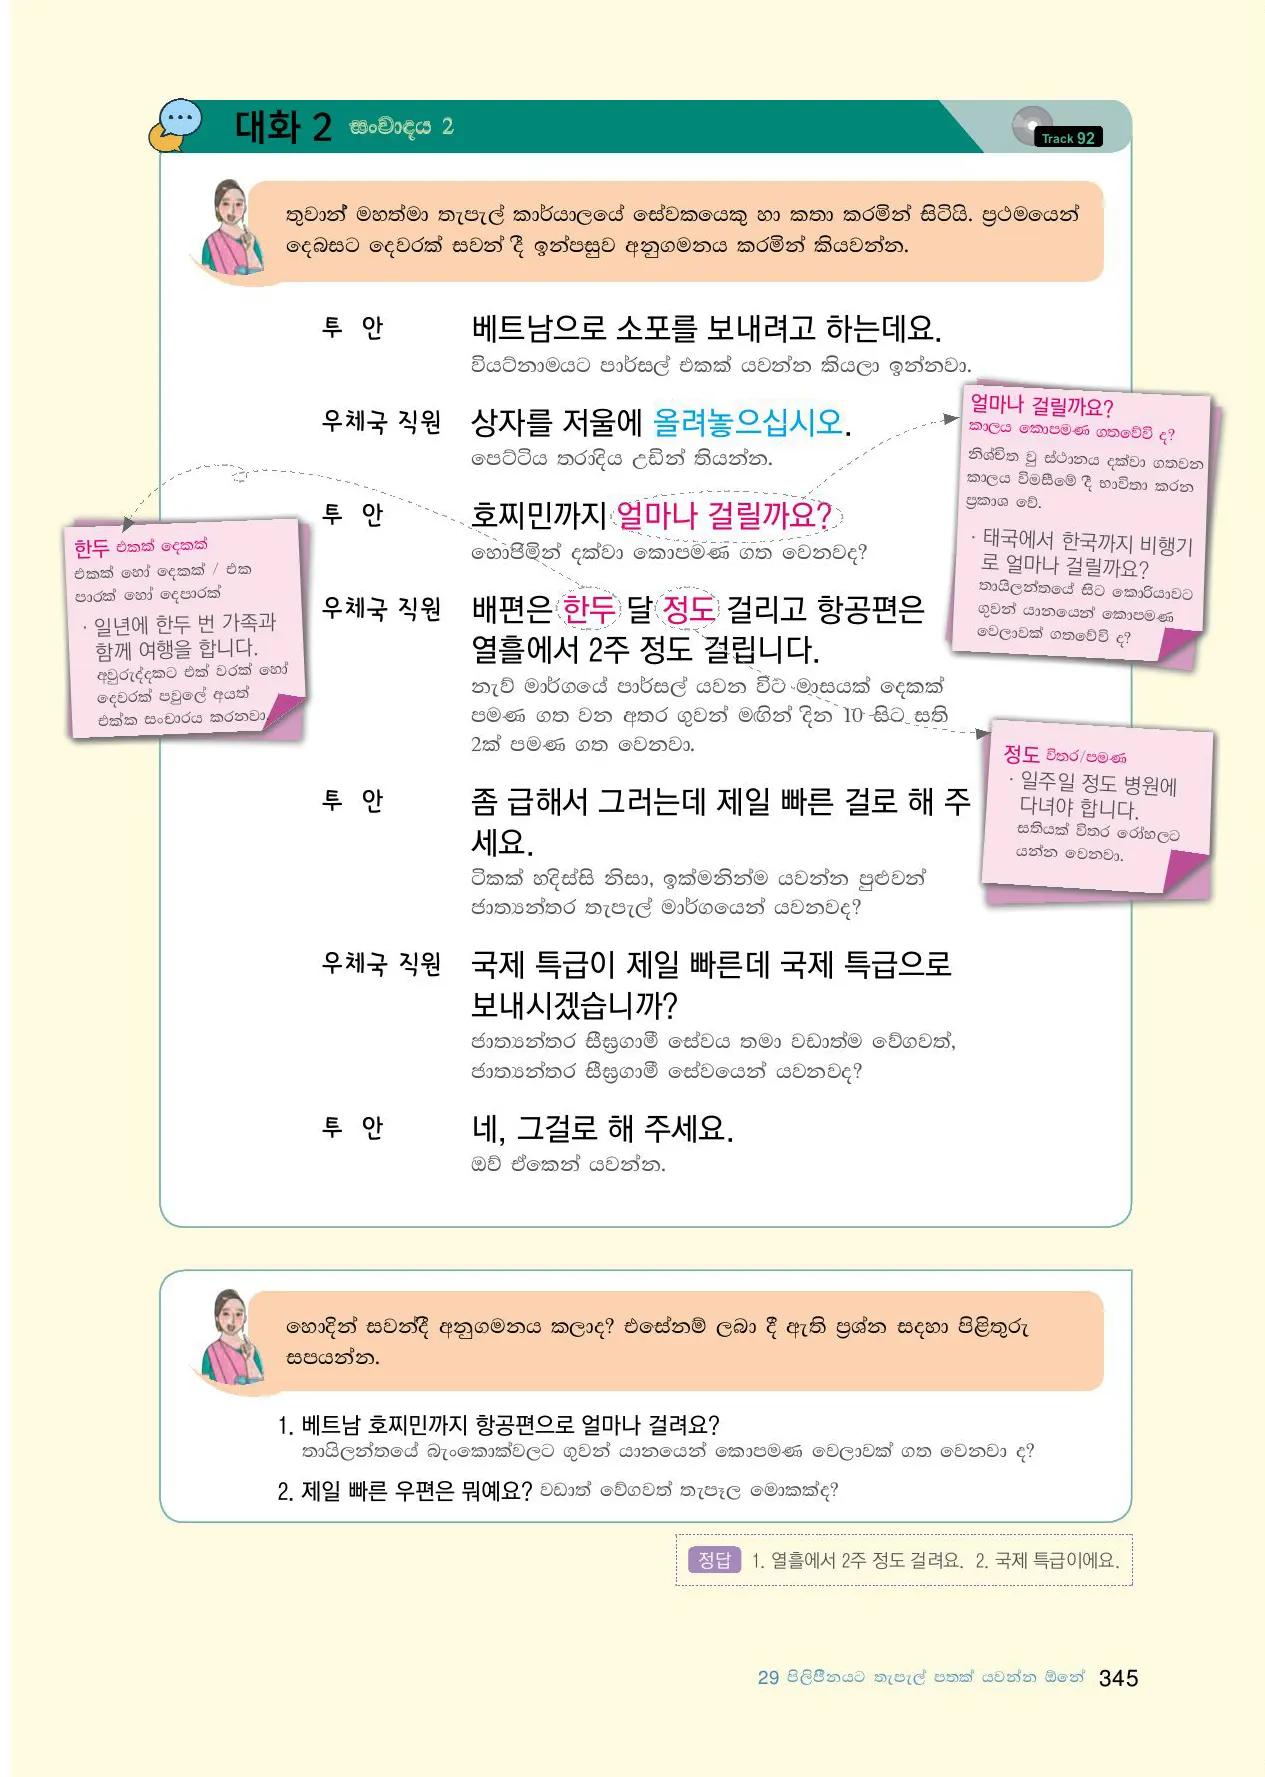 대화 2 සංවාදය 2
Track 92
තුවාන් මහත්මා තැපැල් කාර්යාලයේ සේවකයෙකු හා කතා කරමින් සිටියි. ප්‍රථමයෙන්
දෙබසට දෙවරක් සවන් දී ඉන්පසුව අනුගමනය කරමින් කියවන්න.
투 안 베트남으로 소포를 보내려고 하는데요.
වියට්නාමයට පාර්සල් එකක් යවන්න කියලා ඉන්නවා.
우체국 직원 상자를 저울에 올려놓으십시오.
පෙට්ටිය තරාදිය උඩින් තියන්න.
투 안 호찌민까지 얼마나 걸릴까요?
හොජිමින් දක්වා කොපමණ ගත වෙනවද?
우체국 직원 배편은 한두 달 정도 걸리고 항공편은
열흘에서 2주 정도 걸립니다.
නැව් මාර්ගයේ පාර්සල් යවන විට මාසයක් දෙකක්
පමණ ගත වන අතර ගුවන් මඟින් දින 10 සිට සති
2ක් පමණ ගත වෙනවා.
투 안 좀 급해서 그러는데 제일 빠른 걸로 해 주
세요.
ටිකක් හදිස්සි නිසා, ඉක්මනින්ම යවන්න පුළුවන්
ජාත්‍යන්තර තැපැල් මාර්ගයෙන් යවනවද?
우체국 직원 국제 특급이 제일 빠른데 국제 특급으로
보내시겠습니까?
ජාත්‍යන්තර සීඝ්‍රගාමී සේවය තමා වඩාත්ම වේගවත්,
ජාත්‍යන්තර සීඝ්‍රගාමී සේවයෙන් යවනවද?
투 안 네, 그걸로 해 주세요.
ඔව් ඒකෙන් යවන්න.
얼마나 걸릴까요?
කාලය කොපමණ ගතවේවි ද?
නිශ්චිත වු ස්ථානය දක්වා ගතවන
කාලය විමසීමේ දී භාවිතා කරන
ප්‍රකාශ වේ.
· 태국에서 한국까지 비행기
로 얼마나 걸릴까요?
තායිලන්තයේ සිට කොරියාවට
ගුවන් යානයෙන් කොපමණ
වෙලාවක් ගතවේවි ද?
한두 එකක් දෙකක්
එකක් හෝ දෙකක් / එක
පාරක් හෝ දෙපාරක්
· 일년에 한두 번 가족과
함께 여행을 합니다.
අවුරුද්දකට එක් වරක් හෝ
දෙවරක් පවුලේ අයත්
එක්ක සංචාරය කරනවා.
정도 විතර/පමණ
· 일주일 정도 병원에
다녀야 합니다.
සතියක් විතර රෝහලට
යන්න වෙනවා.
හොදින් සවන්දී අනුගමනය කලාද? එසේනම් ලබා දී ඇති ප්‍රශ්න සදහා පිළිතුරු
සපයන්න.
1. 베트남 호찌민까지 항공편으로 얼마나 걸려요?
තායිලන්තයේ බැංකොක්වලට ගුවන් යානයෙන් කොපමණ වෙලාවක් ගත වෙනවා ද?
2. 제일 빠른 우편은 뭐예요? වඩාත් වේගවත් තැපෑල මොකක්ද?
정답 1. 열흘에서 2주 정도 걸려요. 2. 국제 특급이에요.
29 පිලිපීනයට තැපැල් පතක් යවන්න ඕනේ 345